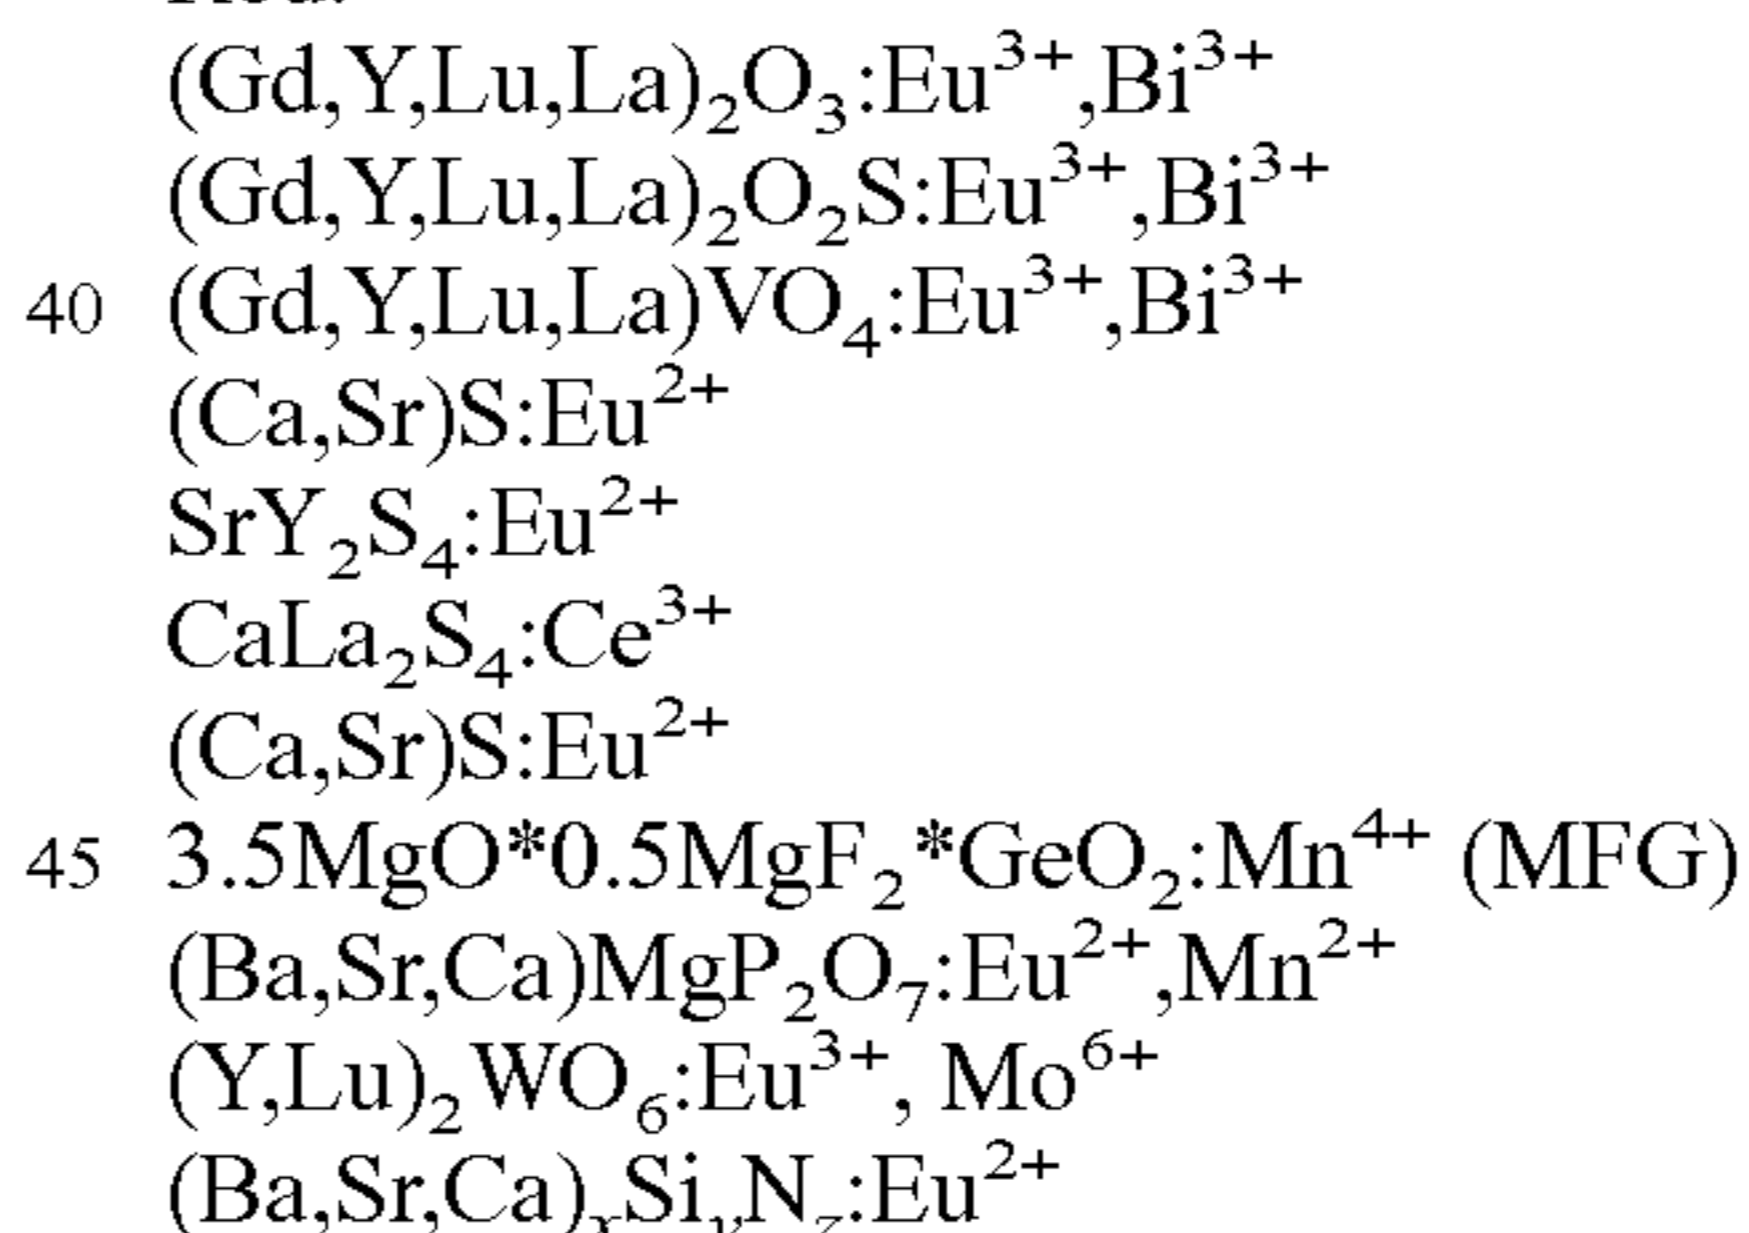 (Gd,Y,Lu,La)₂O₃:Eu³⁺,Bi³⁺
(Gd,Y,Lu,La)₂O₂S:Eu³⁺,Bi³⁺
40 (Gd,Y,Lu,La)VO₄:Eu³⁺,Bi³⁺
(Ca,Sr)S:Eu²⁺
SrY₂S₄:Eu²⁺
CaLa₂S₄:Ce³⁺
(Ca,Sr)S:Eu²⁺
45 3.5MgO*0.5MgF₂*GeO₂:Mn⁴⁺ (MFG)
(Ba,Sr,Ca)MgP₂O₇:Eu²⁺,Mn²⁺
(Y,Lu)₂WO₆:Eu³⁺, Mo⁶⁺
(Ba,Sr,Ca)ₓSiᵧN_z:Eu²⁺